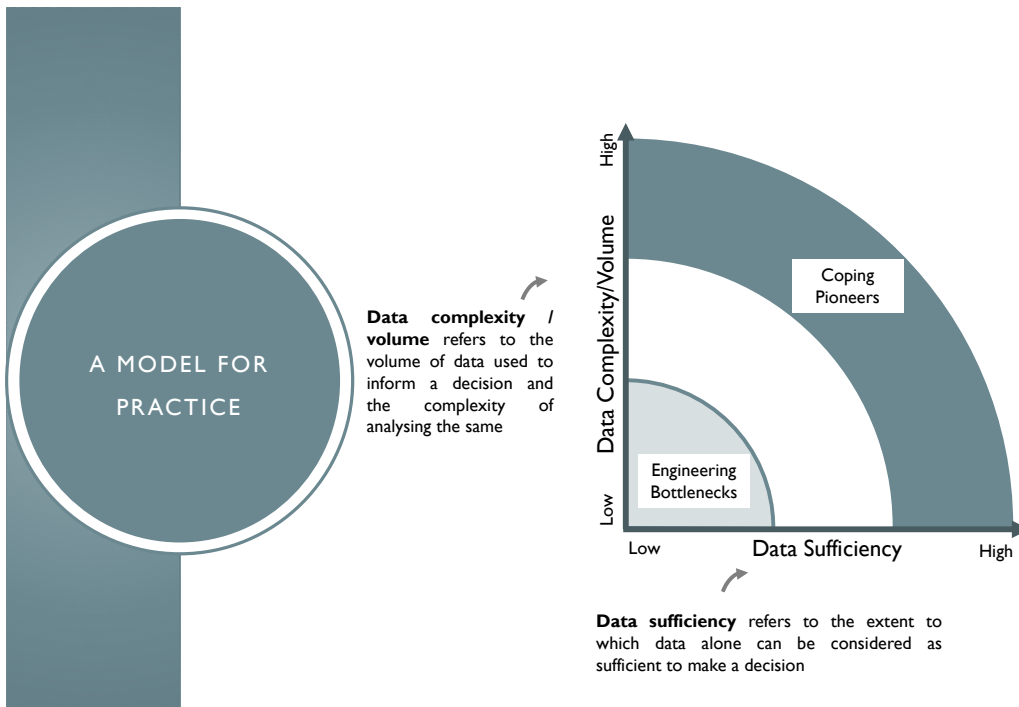 A MODEL FOR
PRACTICE
Data complexity /
volume refers to the
volume of data used to
inform a decision and
the complexity of
analysing the same
High
Data Complexity/Volume
Low
Coping
Pioneers
Engineering
Bottlenecks
Low
Data Sufficiency
High
Data sufficiency refers to the extent to
which data alone can be considered as
sufficient to make a decision